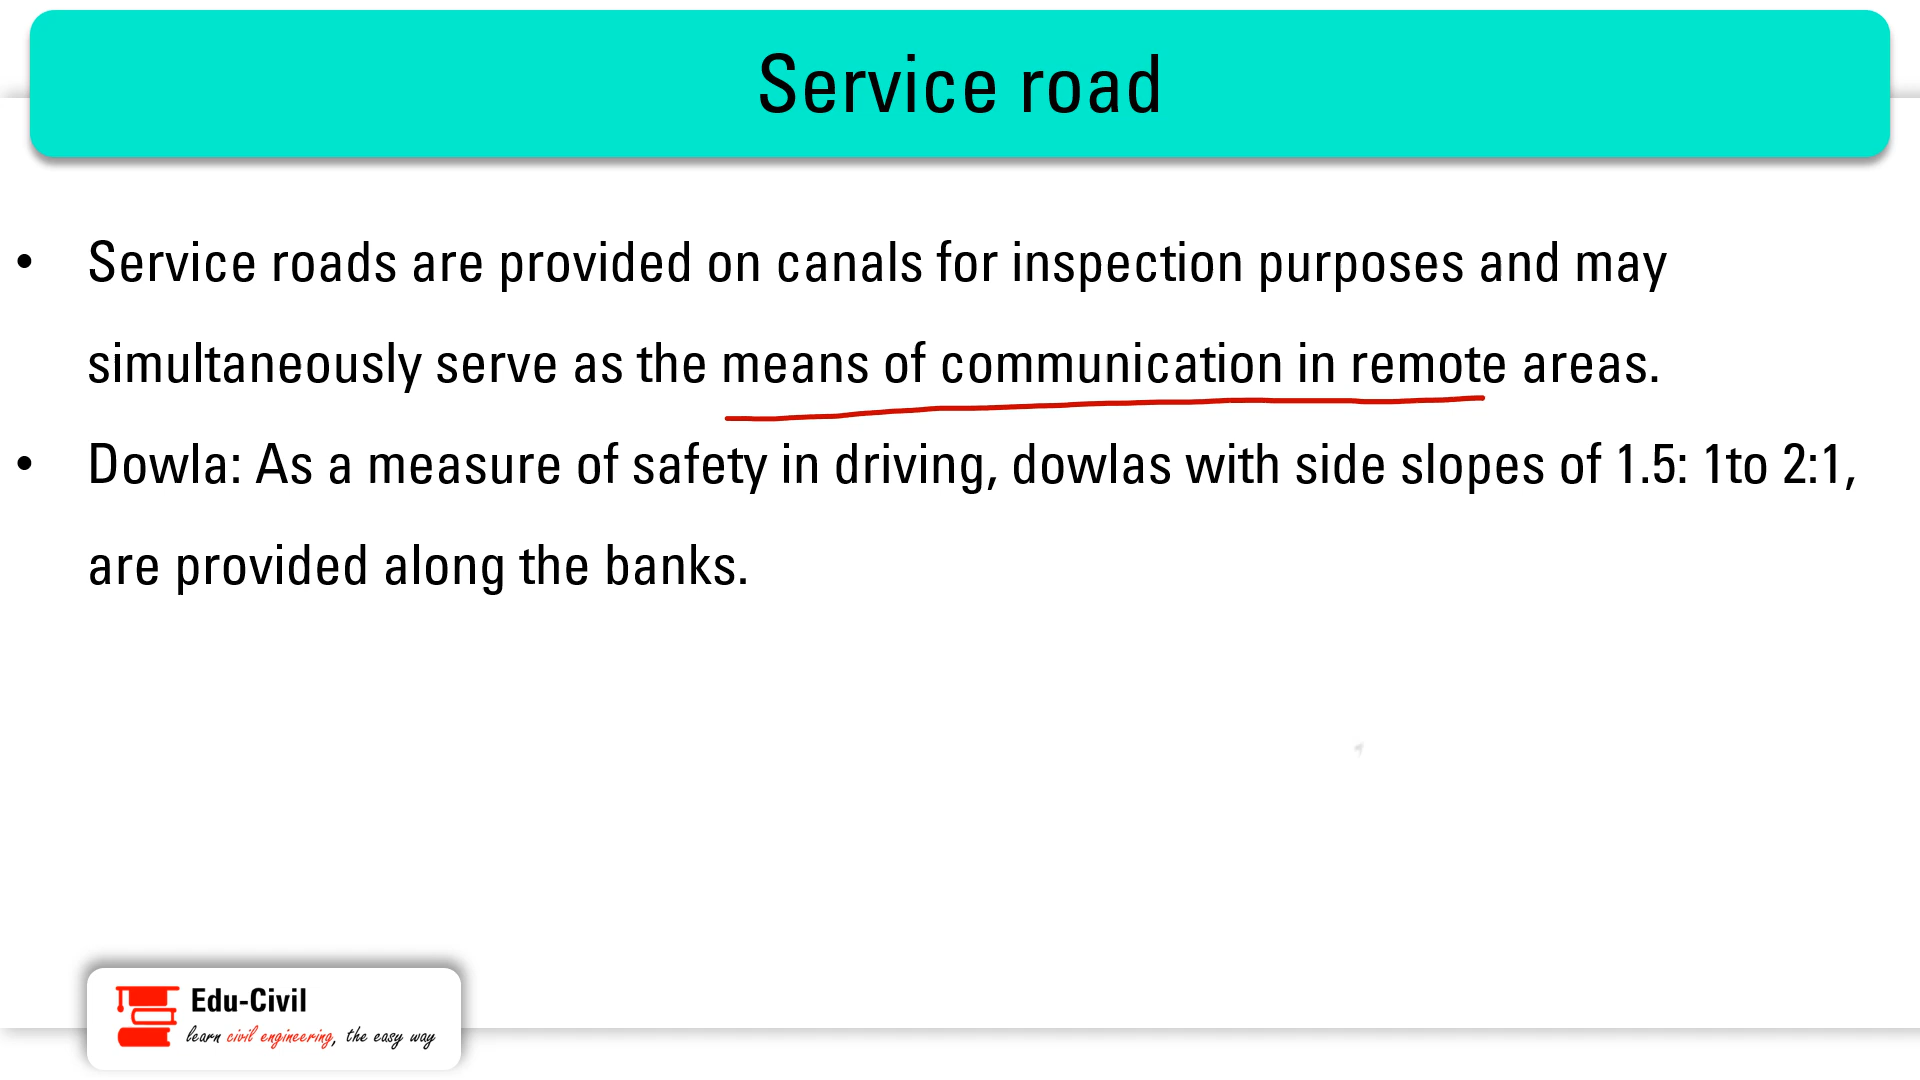 Service road
• Service roads are provided on canals for inspection purposes and may
simultaneously serve as the means of communication in remote areas.
• Dowla: As a measure of safety in driving, dowlas with side slopes of 1.5: 1to 2:1,
are provided along the banks.
Edu-Civil
learn civil engineering, the easy way